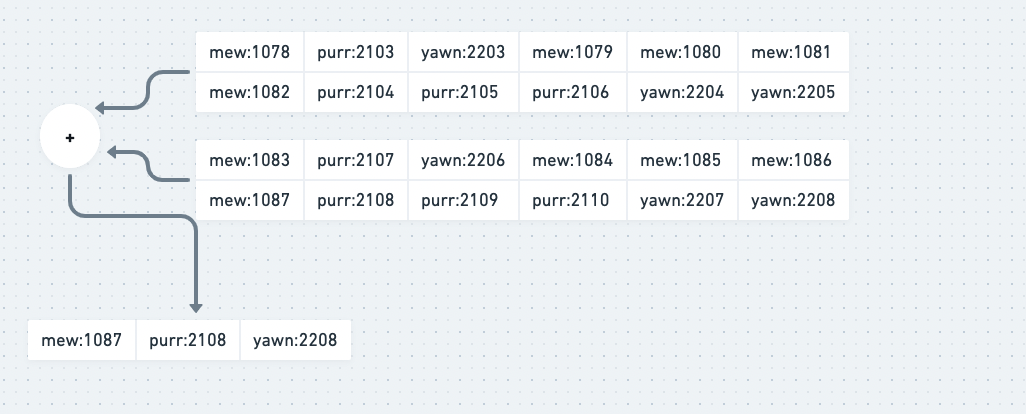 mew:1078 purr:2103 yawn:2203 mew:1079 mew:1080 mew:1081
mew:1082 purr:2104 purr:2105 purr:2106 yawn:2204 yawn:2205
+
mew:1083 purr:2107 yawn:2206 mew:1084 mew:1085 mew:1086
mew:1087 purr:2108 purr:2109 purr:2110 yawn:2207 yawn:2208
mew:1087 purr:2108 yawn:2208